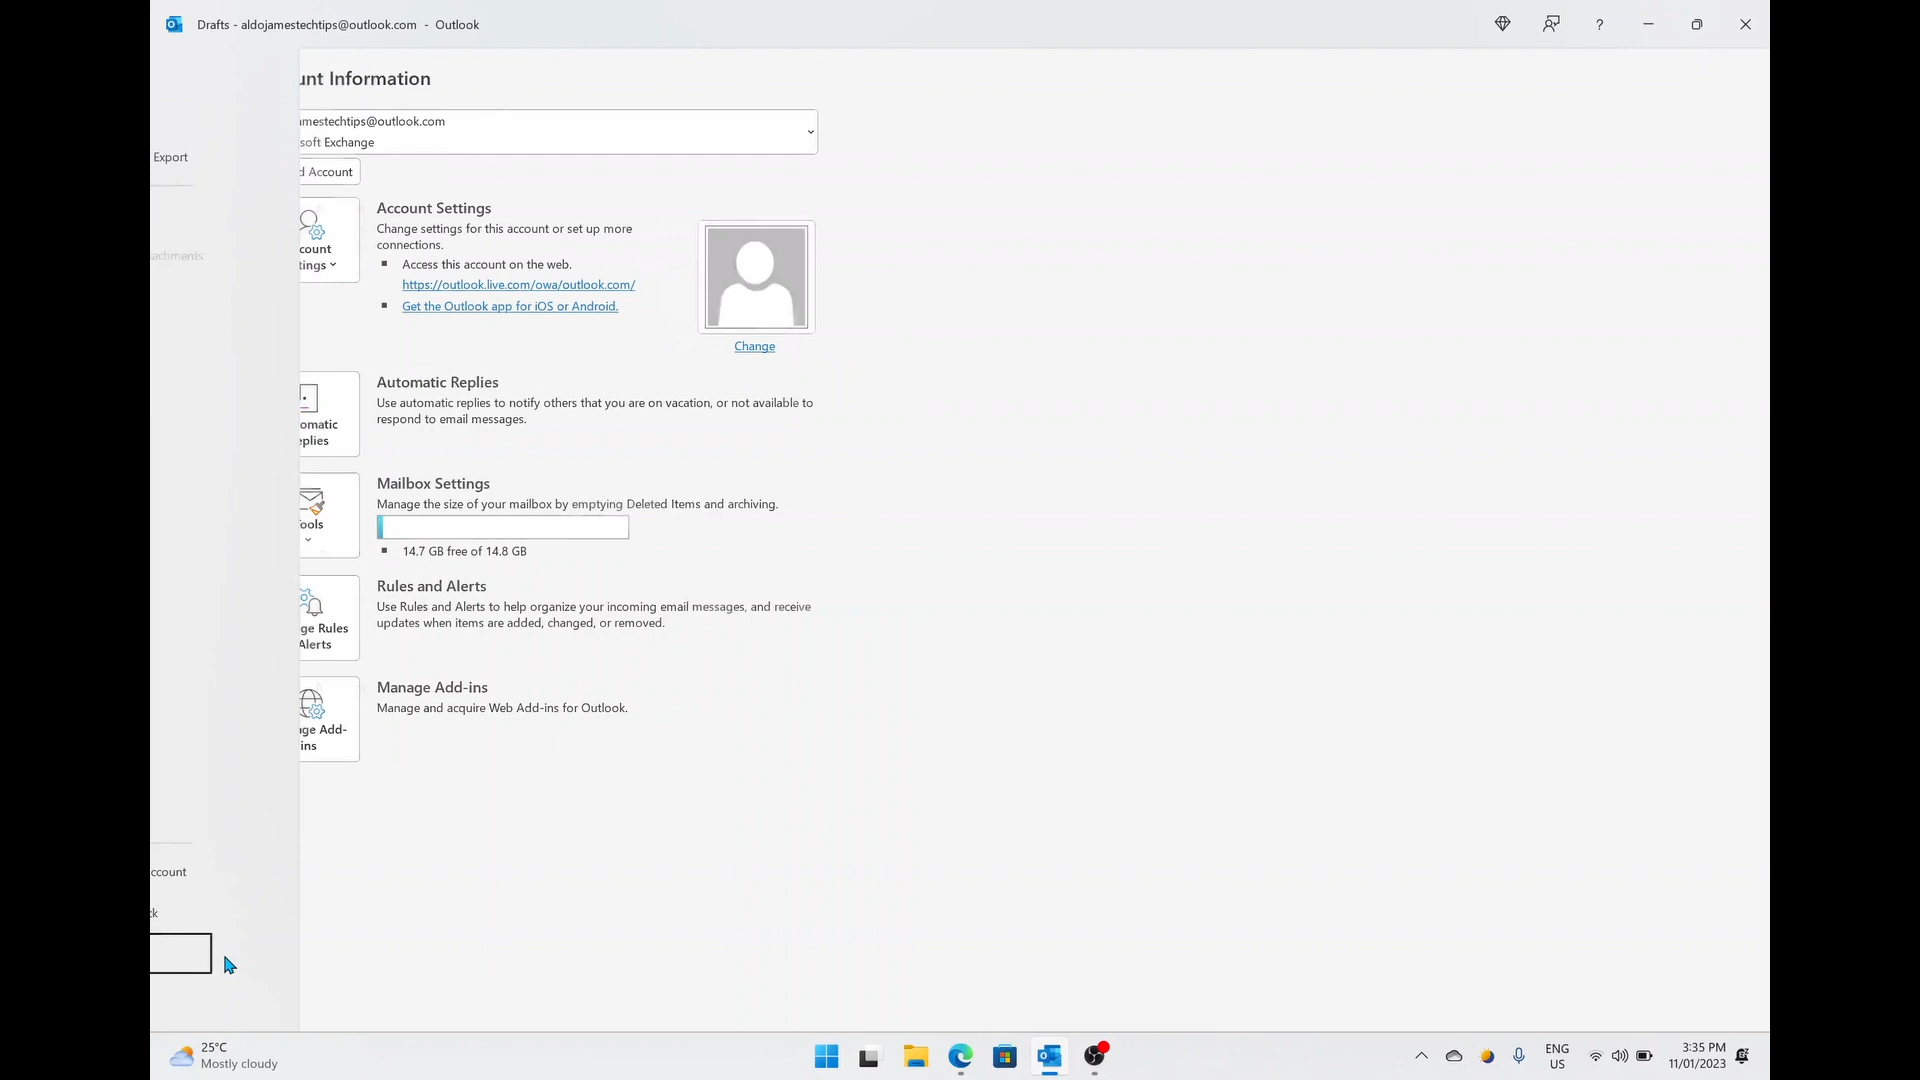 Drafts - aldojamestechtips@outlook.com - Outlook
?
unt Information
amestechtips@outlook.com
soft Exchange
Export
d Account
Account Settings
Change settings for this account or set up more
connections.
Access this account on the web.
https://outlook.live.com/owa/outlook.com/
Get the Outlook app for iOS or Android.
count
tings
achments
Change
Automatic Replies
Use automatic replies to notify others that you are on vacation, or not available to
respond to email messages.
omatic
eplies
Mailbox Settings
Manage the size of your mailbox by emptying Deleted Items and archiving.
ools
14.7 GB free of 14.8 GB
Rules and Alerts
Use Rules and Alerts to help organize your incoming email messages, and receive
updates when items are added, changed, or removed.
ge Rules
Alerts
Manage Add-ins
Manage and acquire Web Add-ins for Outlook.
ge Add-
ins
ccount
ck
25°C
Mostly cloudy
ENG
US
3:35 PM
11/01/2023